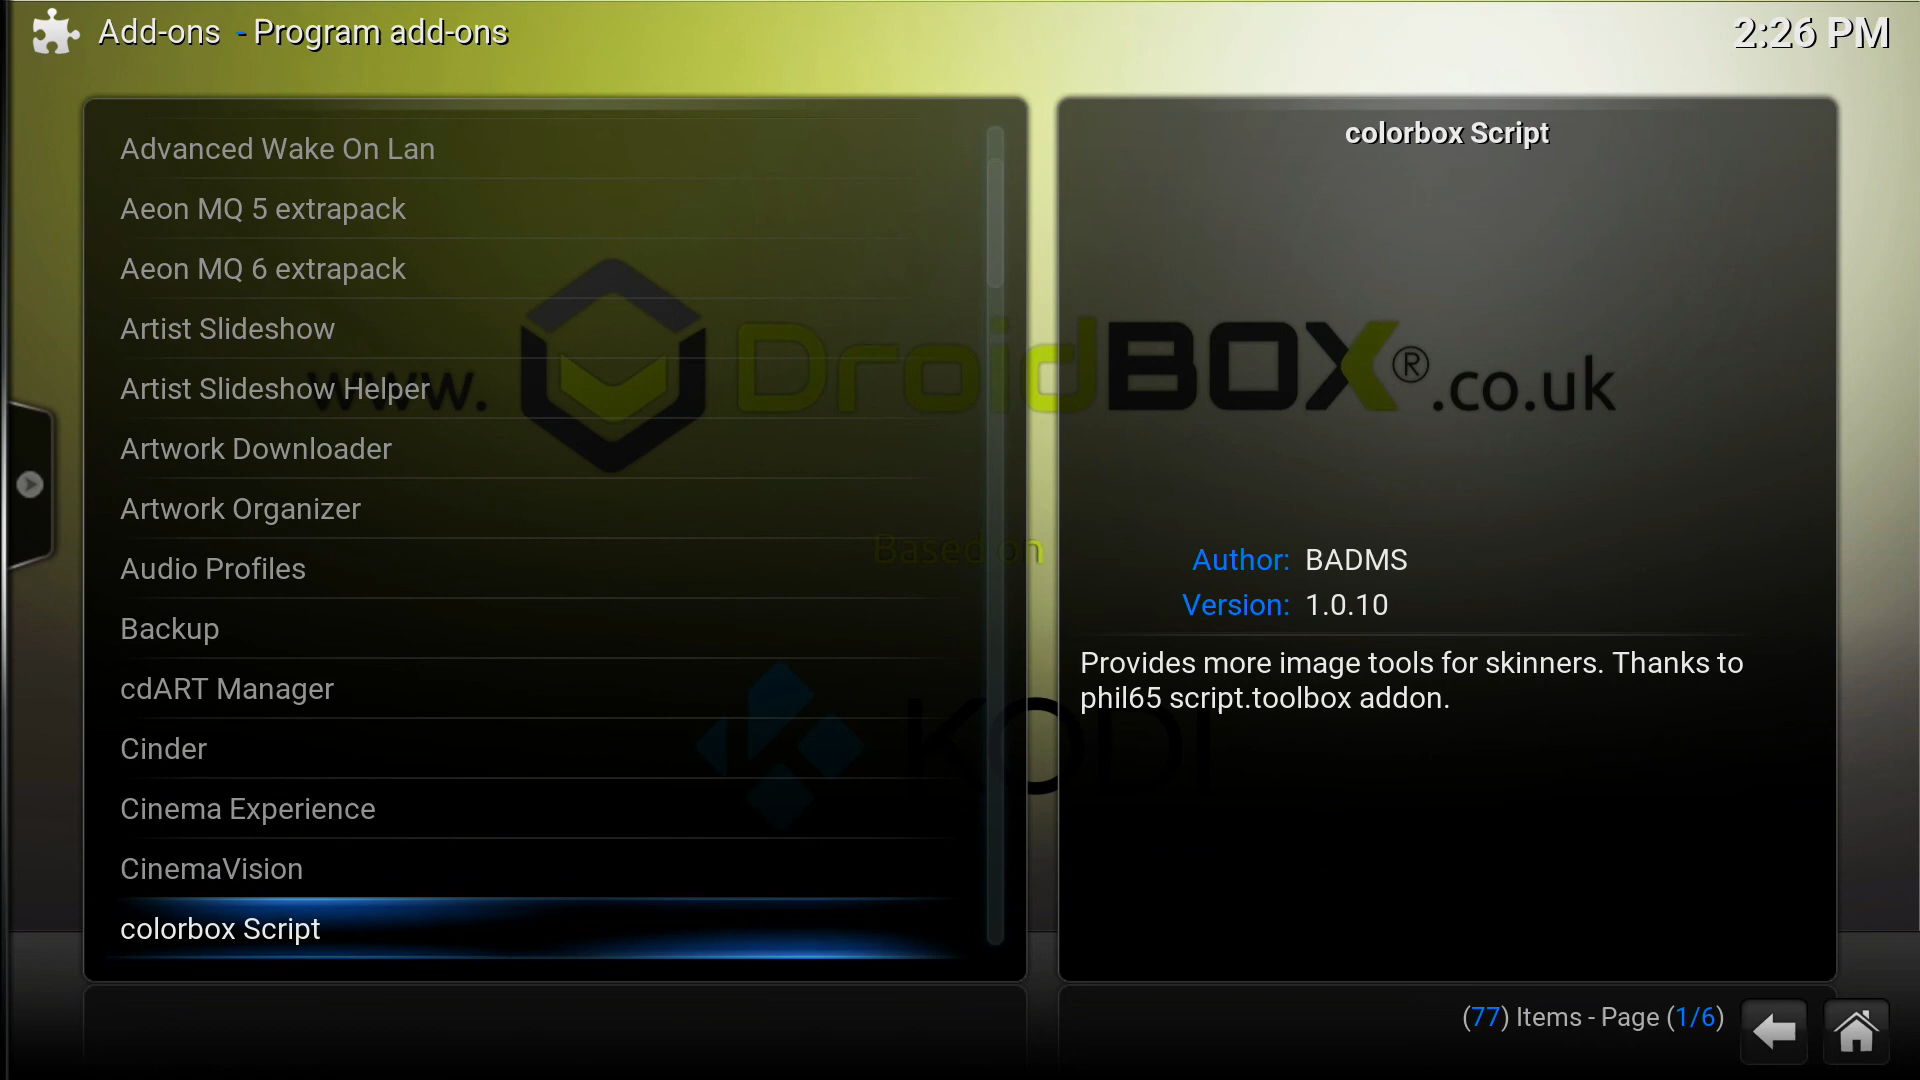 Add-ons - Program add-ons
2:26 PM
Advanced Wake On Lan
Aeon MQ 5 extrapack
Aeon MQ 6 extrapack
Artist Slideshow
Artist Slideshow Helper
Artwork Downloader
Artwork Organizer
Audio Profiles
Backup
cdART Manager
Cinder
Cinema Experience
CinemaVision
colorbox Script
www. DroidBOX® .co.uk
Based on
KODI
colorbox Script
Author: BADMS
Version: 1.0.10
Provides more image tools for skinners. Thanks to
phil65 script.toolbox addon.
(77) Items - Page (1/6)